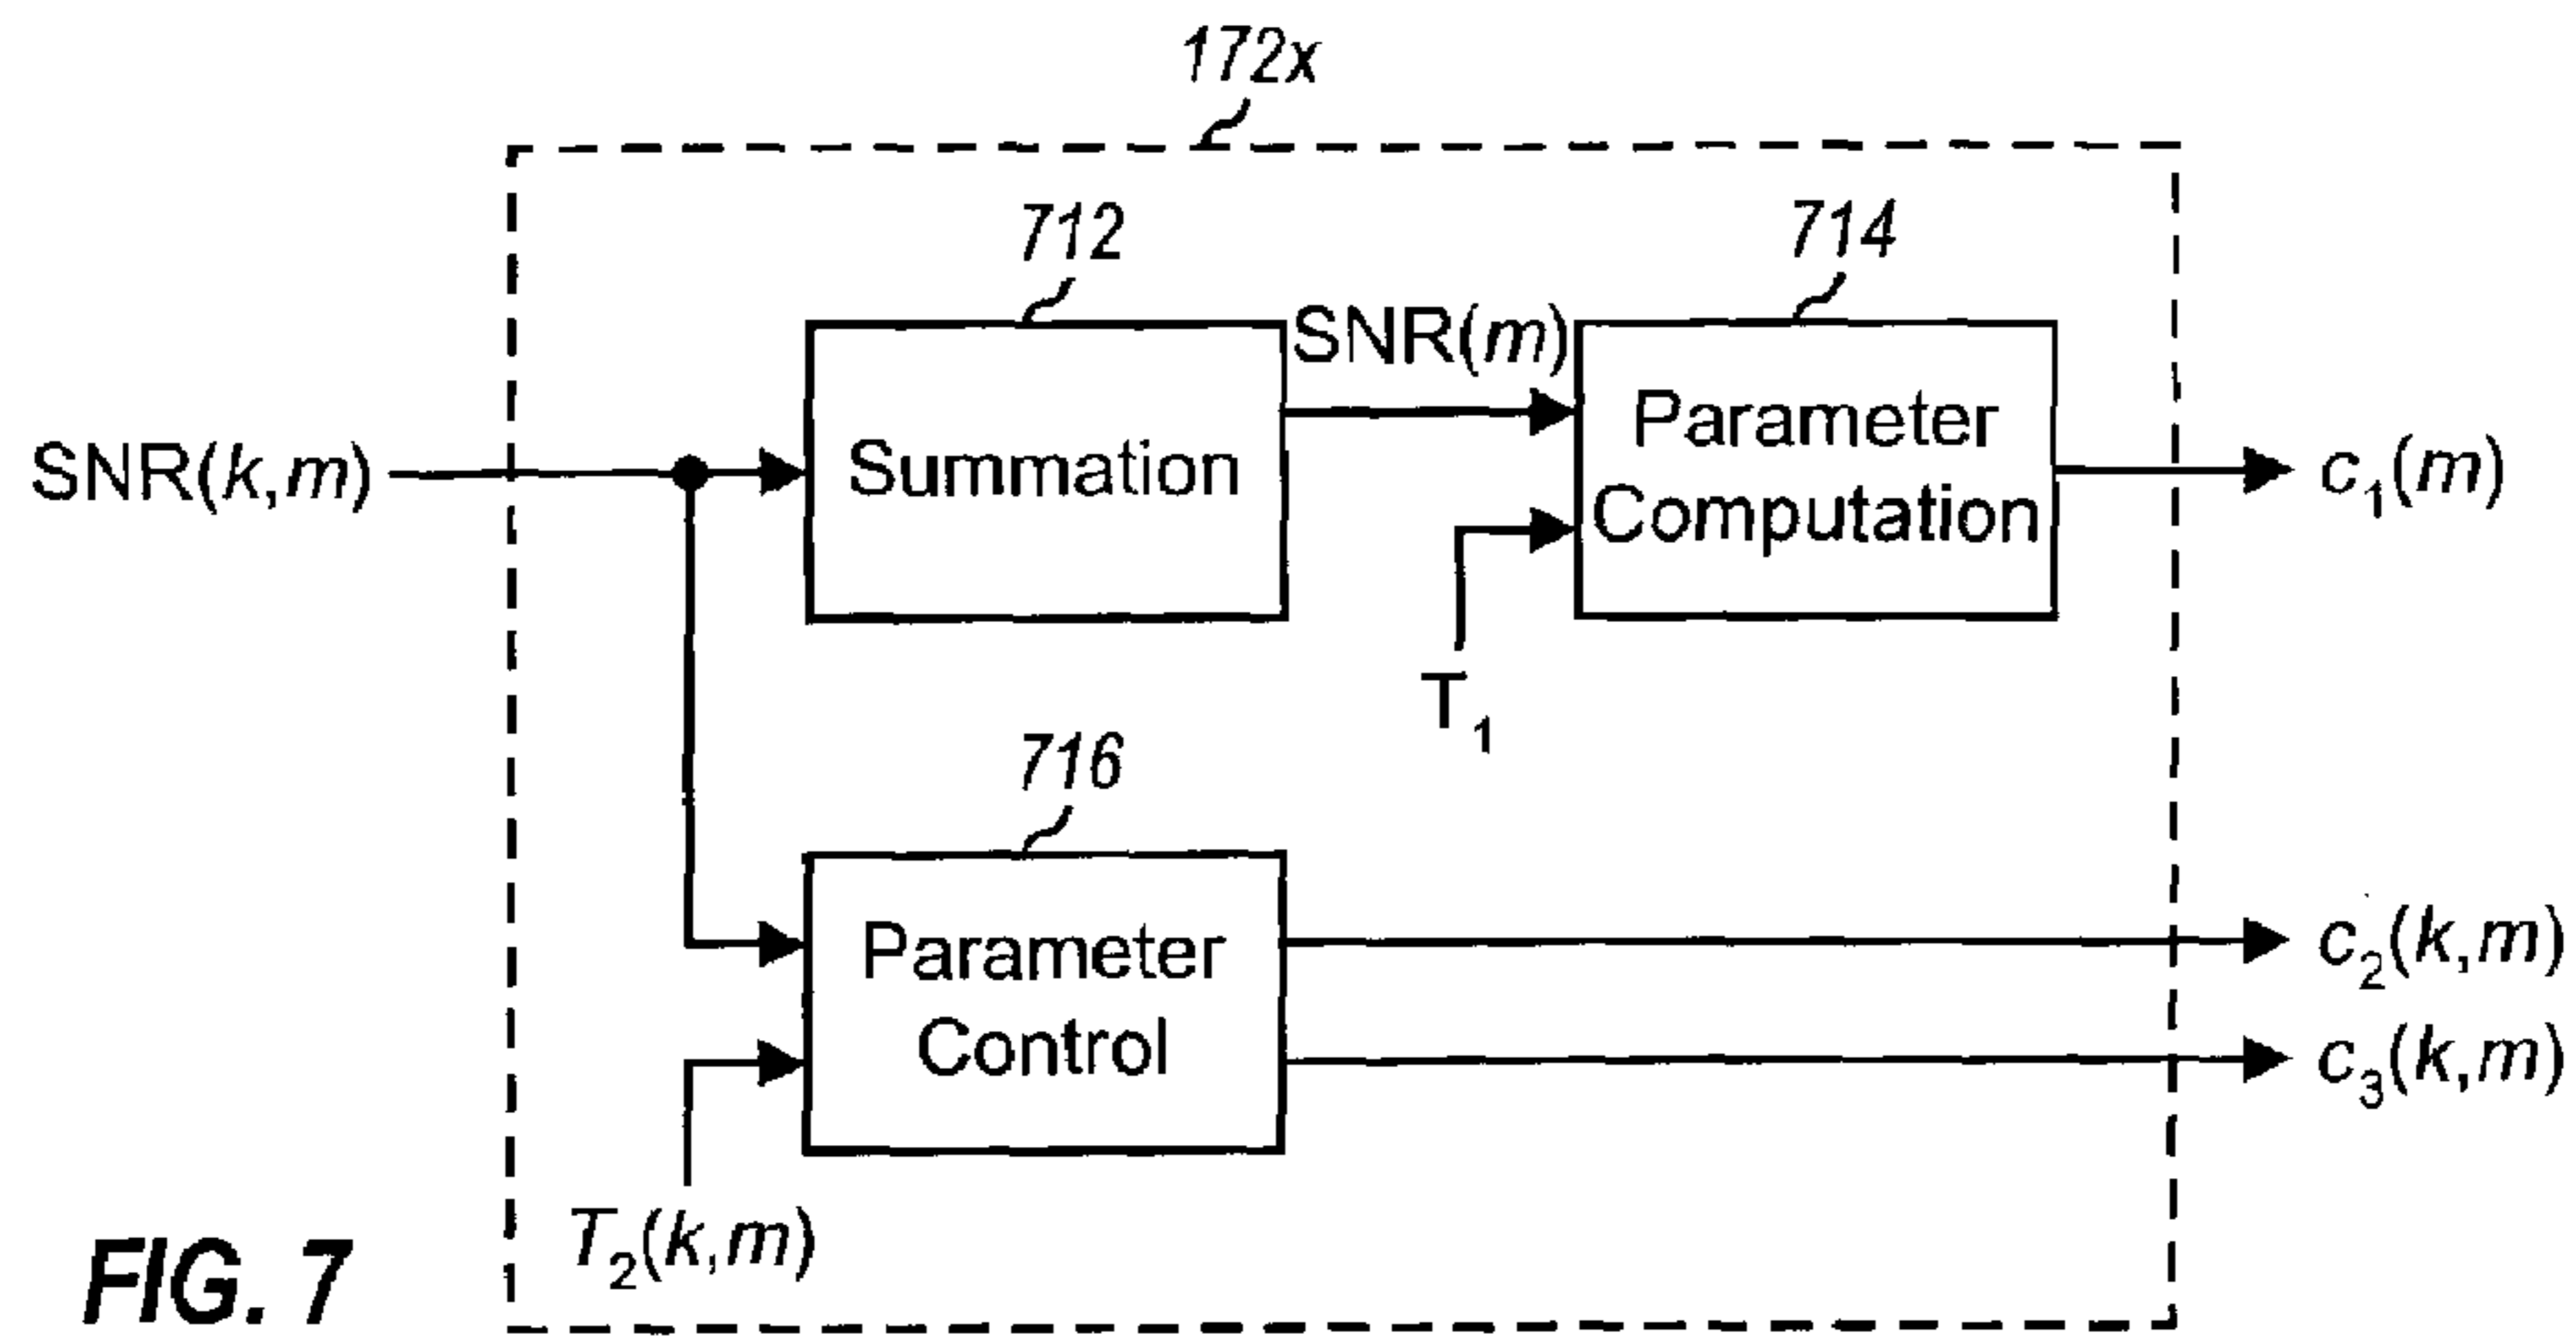 172x
712
714
SNR(m)
Parameter
Computation
Summation
SNR(k,m)
c₁(m)
T₁
716
Parameter
Control
c₂(k,m)
c₃(k,m)
T₂(k,m)
FIG. 7